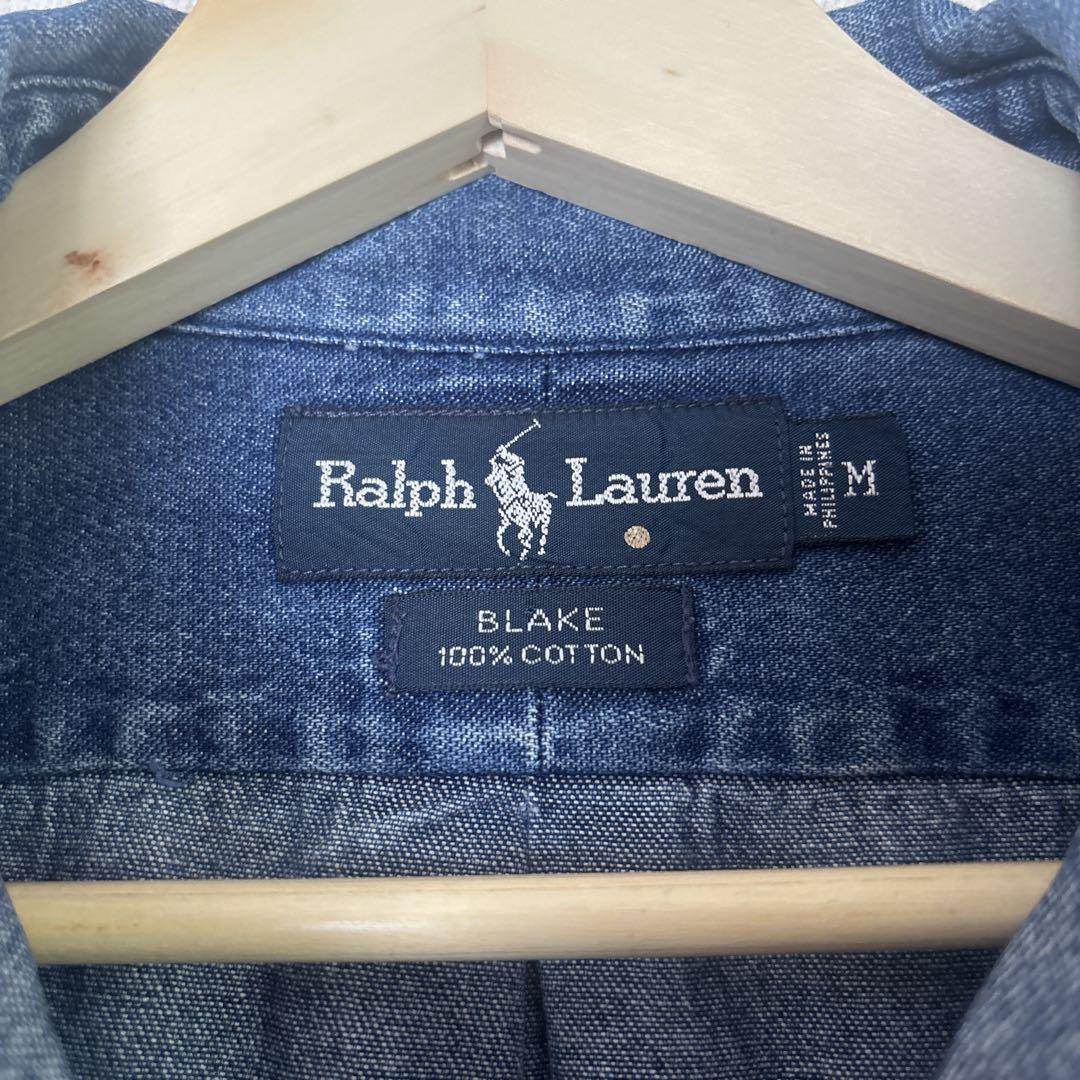 Ralph Lauren
MADE IN
PHILIPPINES
M
BLAKE
100% COTTON